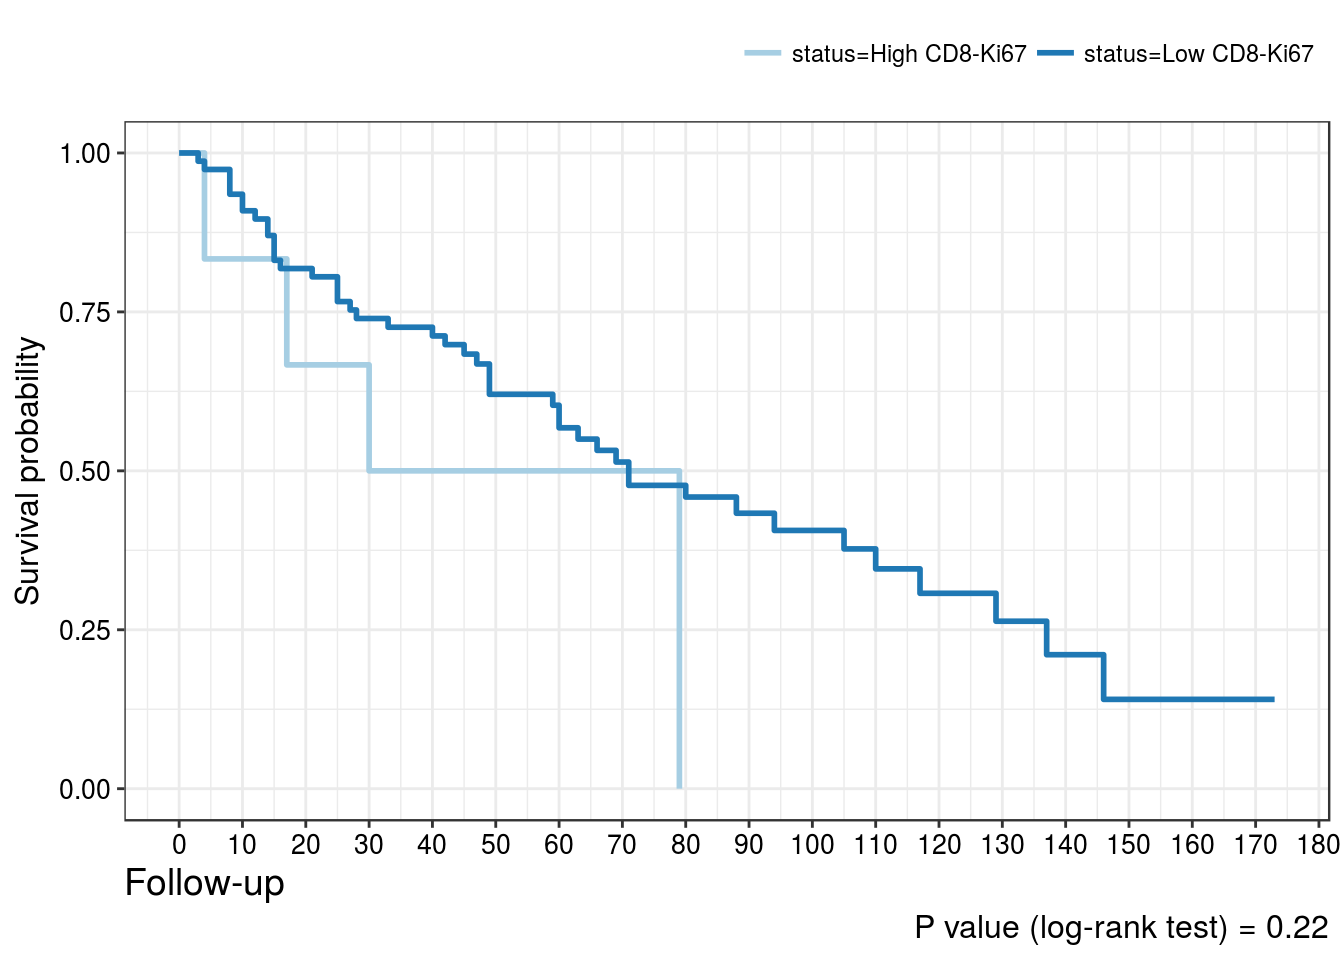 status=High CD8-Ki67 status=Low CD8-Ki67
1.00
0.75
0.50
0.25
0.00
Survival probability
0 10 20 30 40 50 60 70 80 90 100 110 120 130 140 150 160 170 180
Follow-up
P value (log-rank test) = 0.22